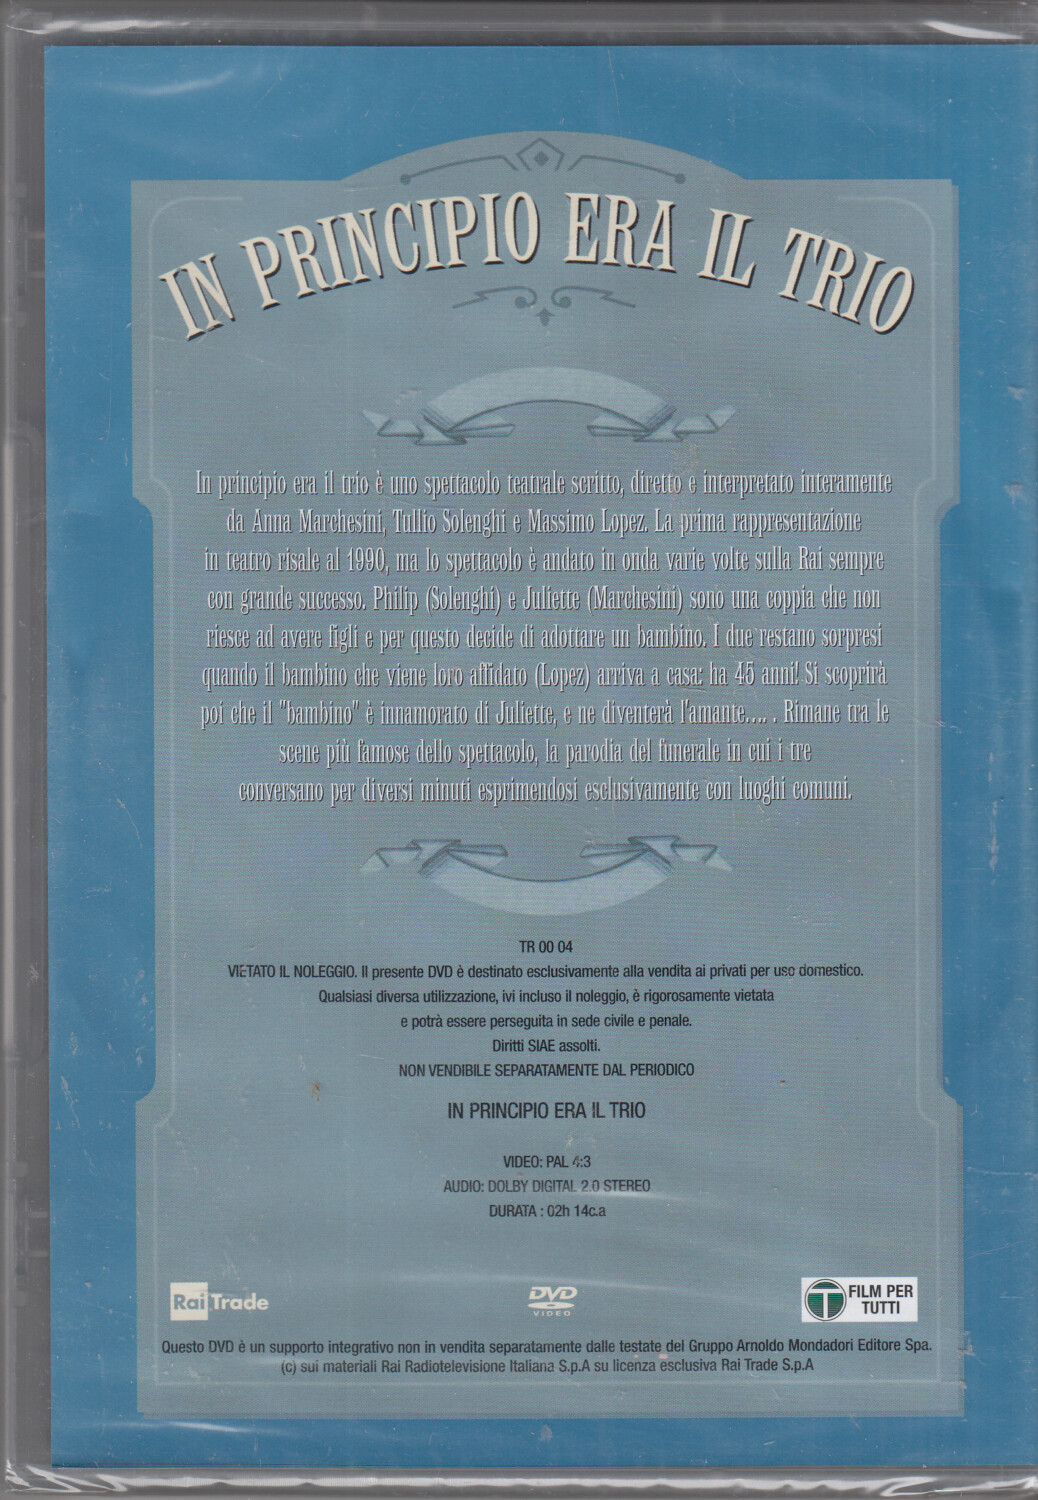 IN PRINCIPIO ERA IL TRIO
In principio era il trio è uno spettacolo teatrale scritto, diretto e interpretato interamente
da Anna Marchesini, Tullio Solenghi e Massimo Lopez. La prima rappresentazione
in teatro risale al 1990, ma lo spettacolo è andato in onda varie volte sulla Rai sempre
con grande successo. Philip (Solenghi) e Juliette (Marchesini) sono una coppia che non
riesce ad avere figli e per questo decide di adottare un bambino. I due restano sorpresi
quando il bambino che viene loro affidato (Lopez) arriva a casa: ha 45 anni! Si scoprirà
poi che il "bambino" è innamorato di Juliette, e ne diventerà l'amante.... . Rimane tra le
scene più famose dello spettacolo, la parodia del funerale in cui i tre
conversano per diversi minuti esprimendosi esclusivamente con luoghi comuni.
TR 00 04
VIETATO IL NOLEGGIO. Il presente DVD è destinato esclusivamente alla vendita ai privati per uso domestico.
Qualsiasi diversa utilizzazione, ivi incluso il noleggio, è rigorosamente vietata
e potrà essere perseguita in sede civile e penale.
Diritti SIAE assolti.
NON VENDIBILE SEPARATAMENTE DAL PERIODICO
IN PRINCIPIO ERA IL TRIO
VIDEO: PAL 4:3
AUDIO: DOLBY DIGITAL 2.0 STEREO
DURATA : 02h 14c.a
Rai Trade
DVD
VIDEO
T
FILM PER
TUTTI
Questo DVD è un supporto integrativo non in vendita separatamente dalle testate del Gruppo Arnoldo Mondadori Editore Spa.
(c) sui materiali Rai Radiotelevisione Italiana S.p.A su licenza esclusiva Rai Trade S.p.A